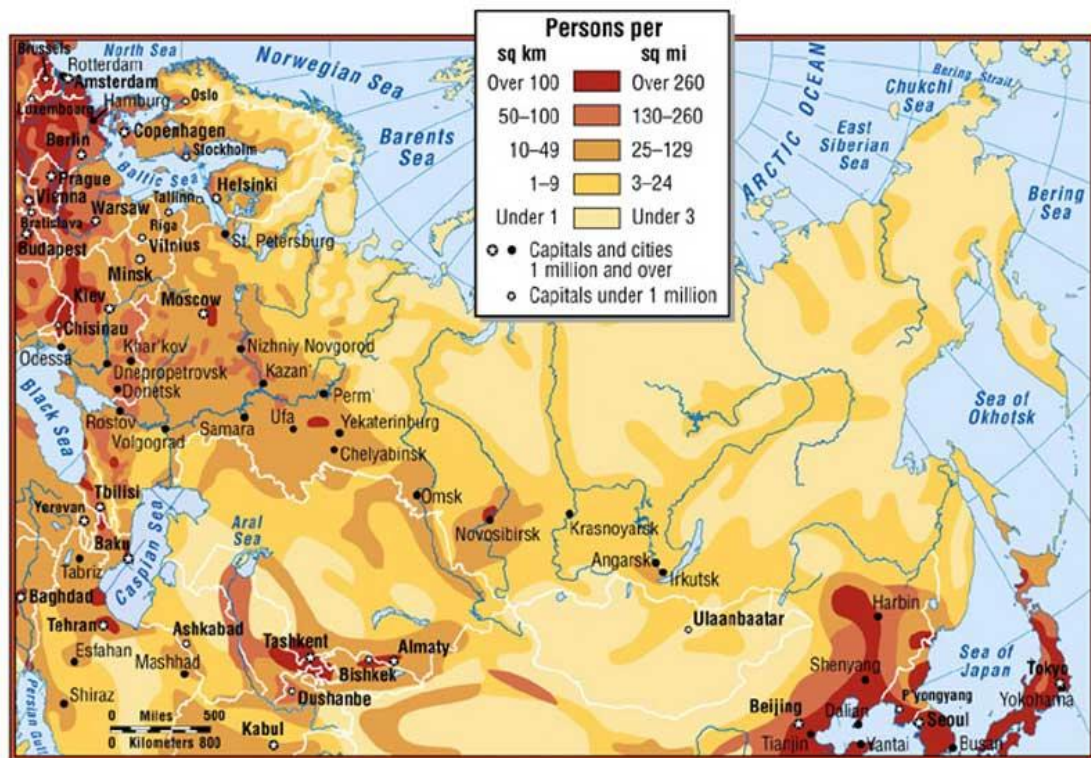 Persons per
sq km sq mi
Over 100 Over 260
50–100 130–260
10–49 25–129
1–9 3–24
Under 1 Under 3
Capitals and cities
1 million and over
Capitals under 1 million
Brussels
North Sea
Rotterdam
Amsterdam
Luxembourg
Hamburg
Oslo
Norwegian Sea
Copenhagen
Berlin
Stockholm
Barents
Sea
Prague
Baltic Sea
Helsinki
Tallinn
Vienna
Warsaw
Bratislava
Riga
Budapest
Vilnius
St. Petersburg
Minsk
Kiev
Moscow
Chisinau
Odessa
Khar'kov
Nizhniy Novgorod
Dnepropetrovsk
Kazan'
Donetsk
Perm'
Black Sea
Rostov
Samara
Ufa
Yekaterinburg
Volgograd
Chelyabinsk
Tbilisi
Omsk
Yerevan
Aral
Sea
Novosibirsk
Krasnoyarsk
Baku
Caspian Sea
Angarsk
Irkutsk
Tabriz
Baghdad
Tehran
Ashkabad
Tashkent
Almaty
Ulaanbaatar
Harbin
Esfahan
Mashhad
Bishkek
Dushanbe
Shenyang
Sea of
Japan
Tokyo
Shiraz
Persian Gulf
0 Miles 500
0 Kilometers 800
Kabul
P'yongyang
Yokohama
Beijing
Dalian
Seoul
Tianjin
Yantai
Busan
ARCTIC OCEAN
Bering Strait
Chukchi
Sea
East
Siberian
Sea
Bering
Sea
Sea of
Okhotsk